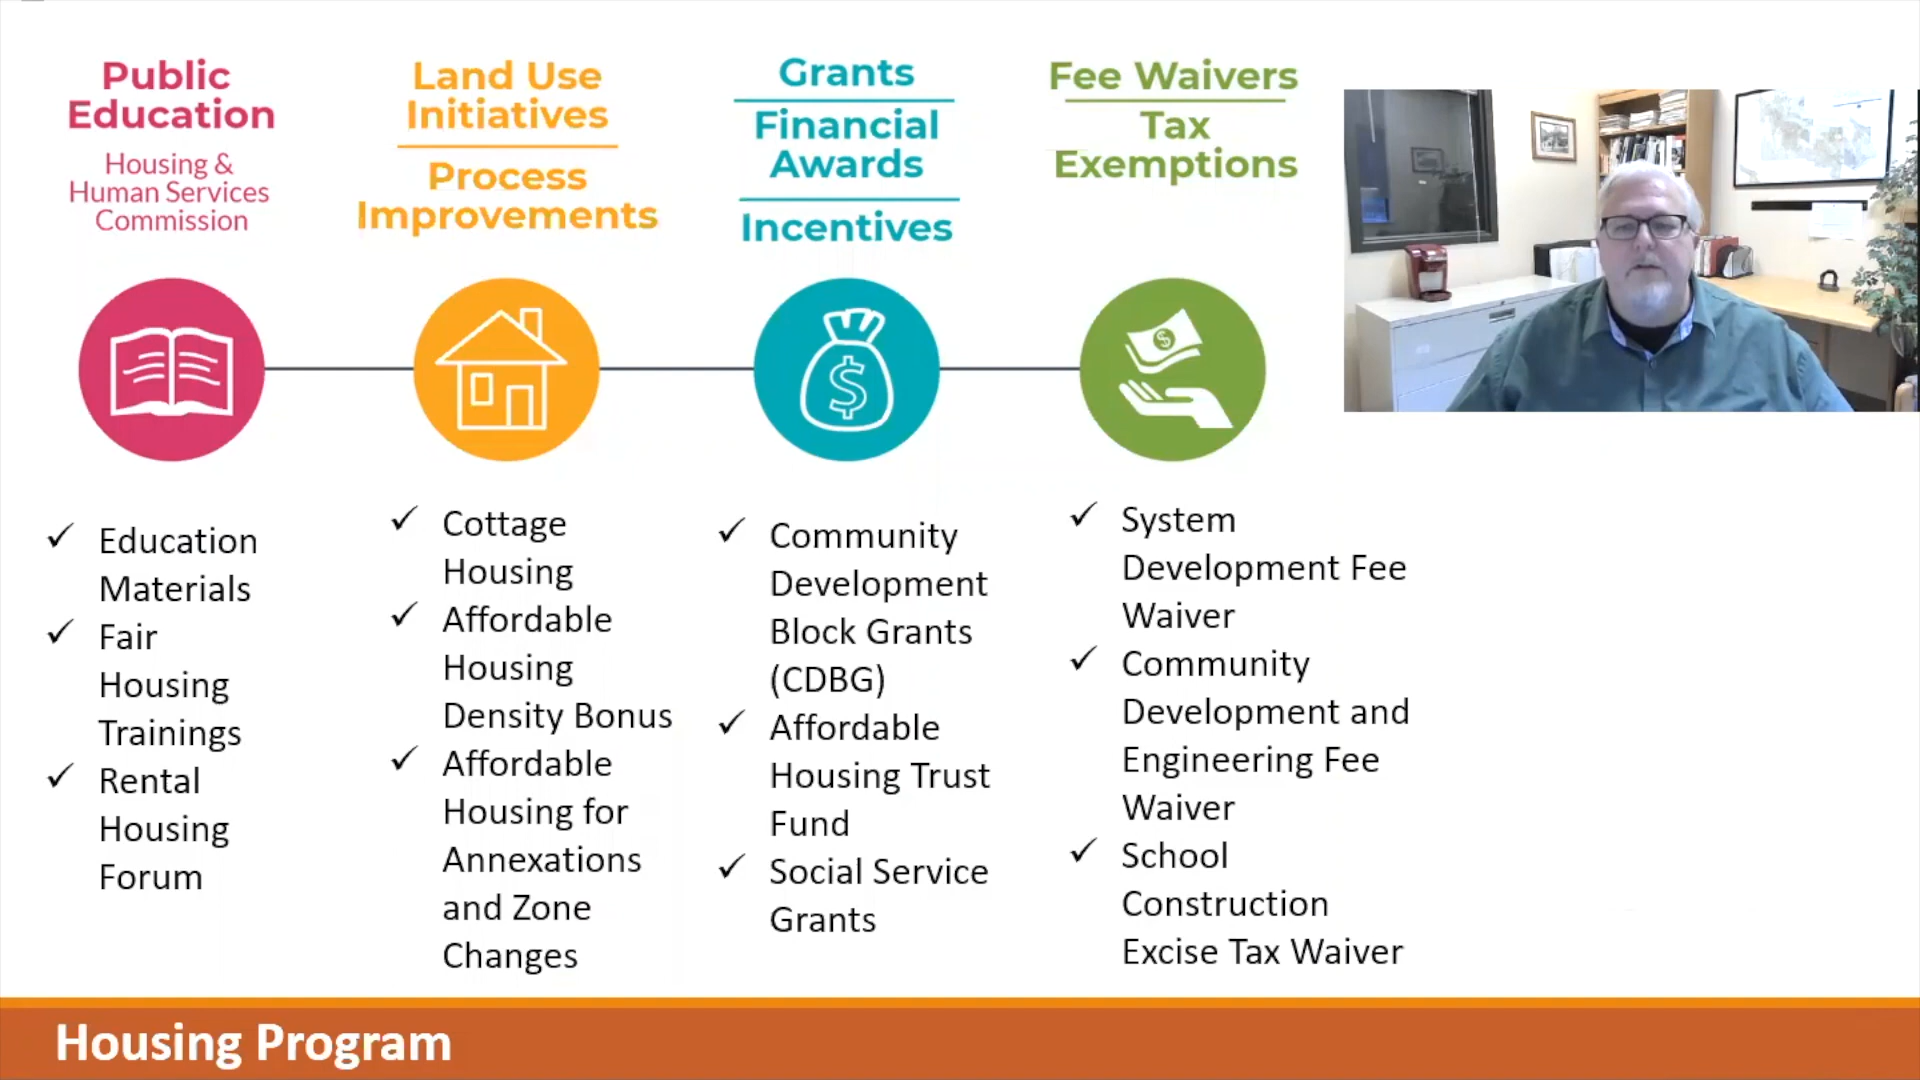 Public
Education
Housing &
Human Services
Commission
Land Use
Initiatives
Process
Improvements
Grants
Financial
Awards
Incentives
Fee Waivers
Tax
Exemptions
$
$
✓ Education
Materials
✓ Fair
Housing
Trainings
✓ Rental
Housing
Forum
✓ Cottage
Housing
✓ Affordable
Housing
Density Bonus
✓ Affordable
Housing for
Annexations
and Zone
Changes
✓ Community
Development
Block Grants
(CDBG)
✓ Affordable
Housing Trust
Fund
✓ Social Service
Grants
✓ System
Development Fee
Waiver
✓ Community
Development and
Engineering Fee
Waiver
✓ School
Construction
Excise Tax Waiver
Housing Program